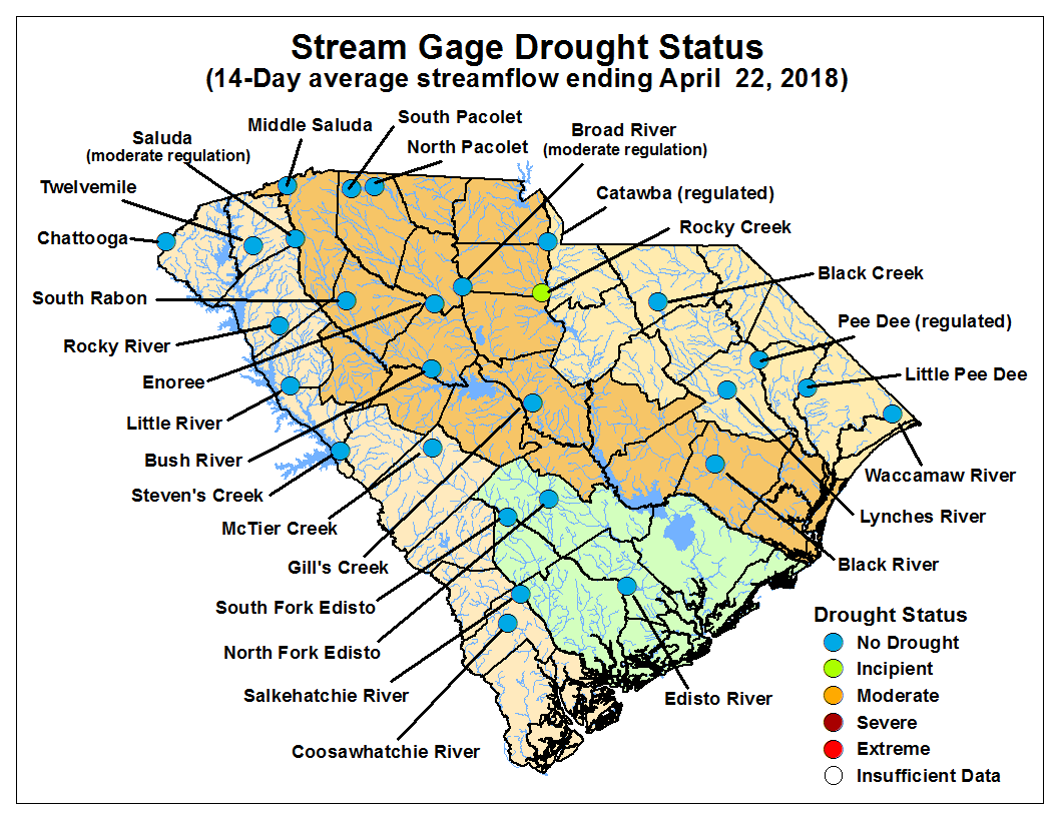 Stream Gage Drought Status
(14-Day average streamflow ending April  22, 2018)
South Pacolet
Middle Saluda
Saluda
(moderate regulation)
North Pacolet
Broad River
(moderate regulation)
Twelvemile
Catawba (regulated)
Rocky Creek
Chattooga
Black Creek
South Rabon
Pee Dee (regulated)
Rocky River
Little Pee Dee
Enoree
Little River
Bush River
Waccamaw River
Steven's Creek
Lynches River
McTier Creek
Gill's Creek
Black River
South Fork Edisto
North Fork Edisto
Salkehatchie River
Edisto River
Coosawhatchie River
Drought Status
No Drought
Incipient
Moderate
Severe
Extreme
Insufficient Data